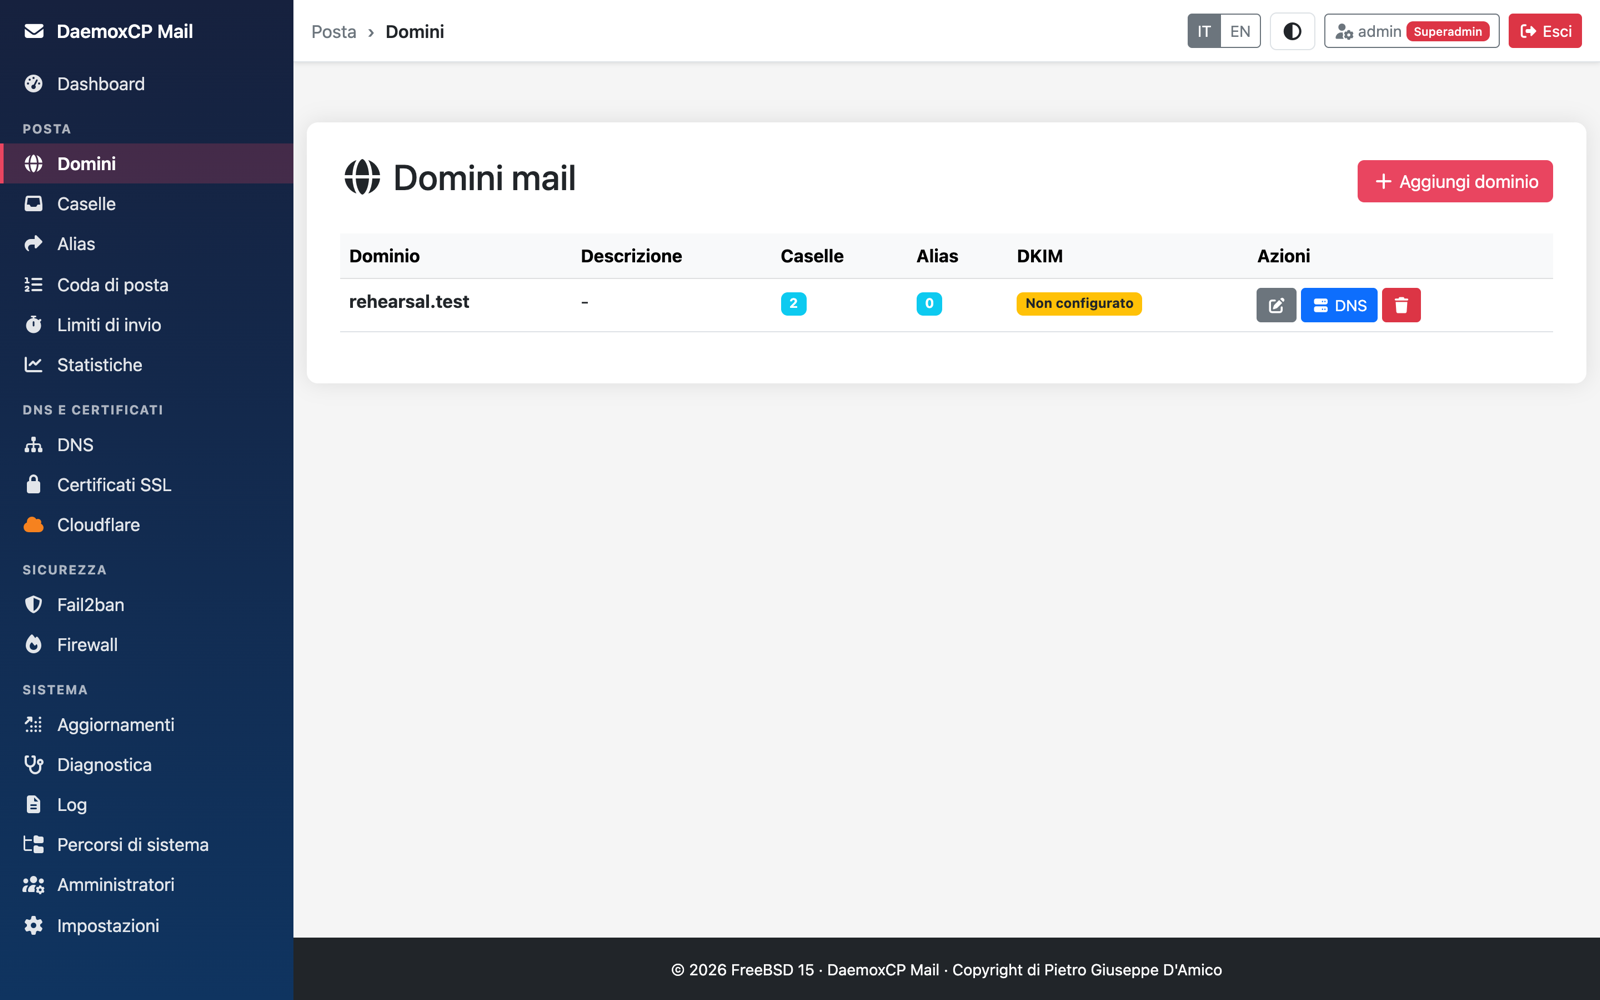 DaemoxCP Mail
Dashboard
POSTA
Domini
Caselle
Alias
Coda di posta
Limiti di invio
Statistiche
DNS E CERTIFICATI
DNS
Certificati SSL
Cloudflare
SICUREZZA
Fail2ban
Firewall
SISTEMA
Aggiornamenti
Diagnostica
Log
Percorsi di sistema
Amministratori
Impostazioni
Posta › Domini
IT EN admin Superadmin Esci
Domini mail
+ Aggiungi dominio
Dominio Descrizione Caselle Alias DKIM Azioni
rehearsal.test - 2 0 Non configurato DNS
© 2026 FreeBSD 15 · DaemoxCP Mail · Copyright di Pietro Giuseppe D'Amico